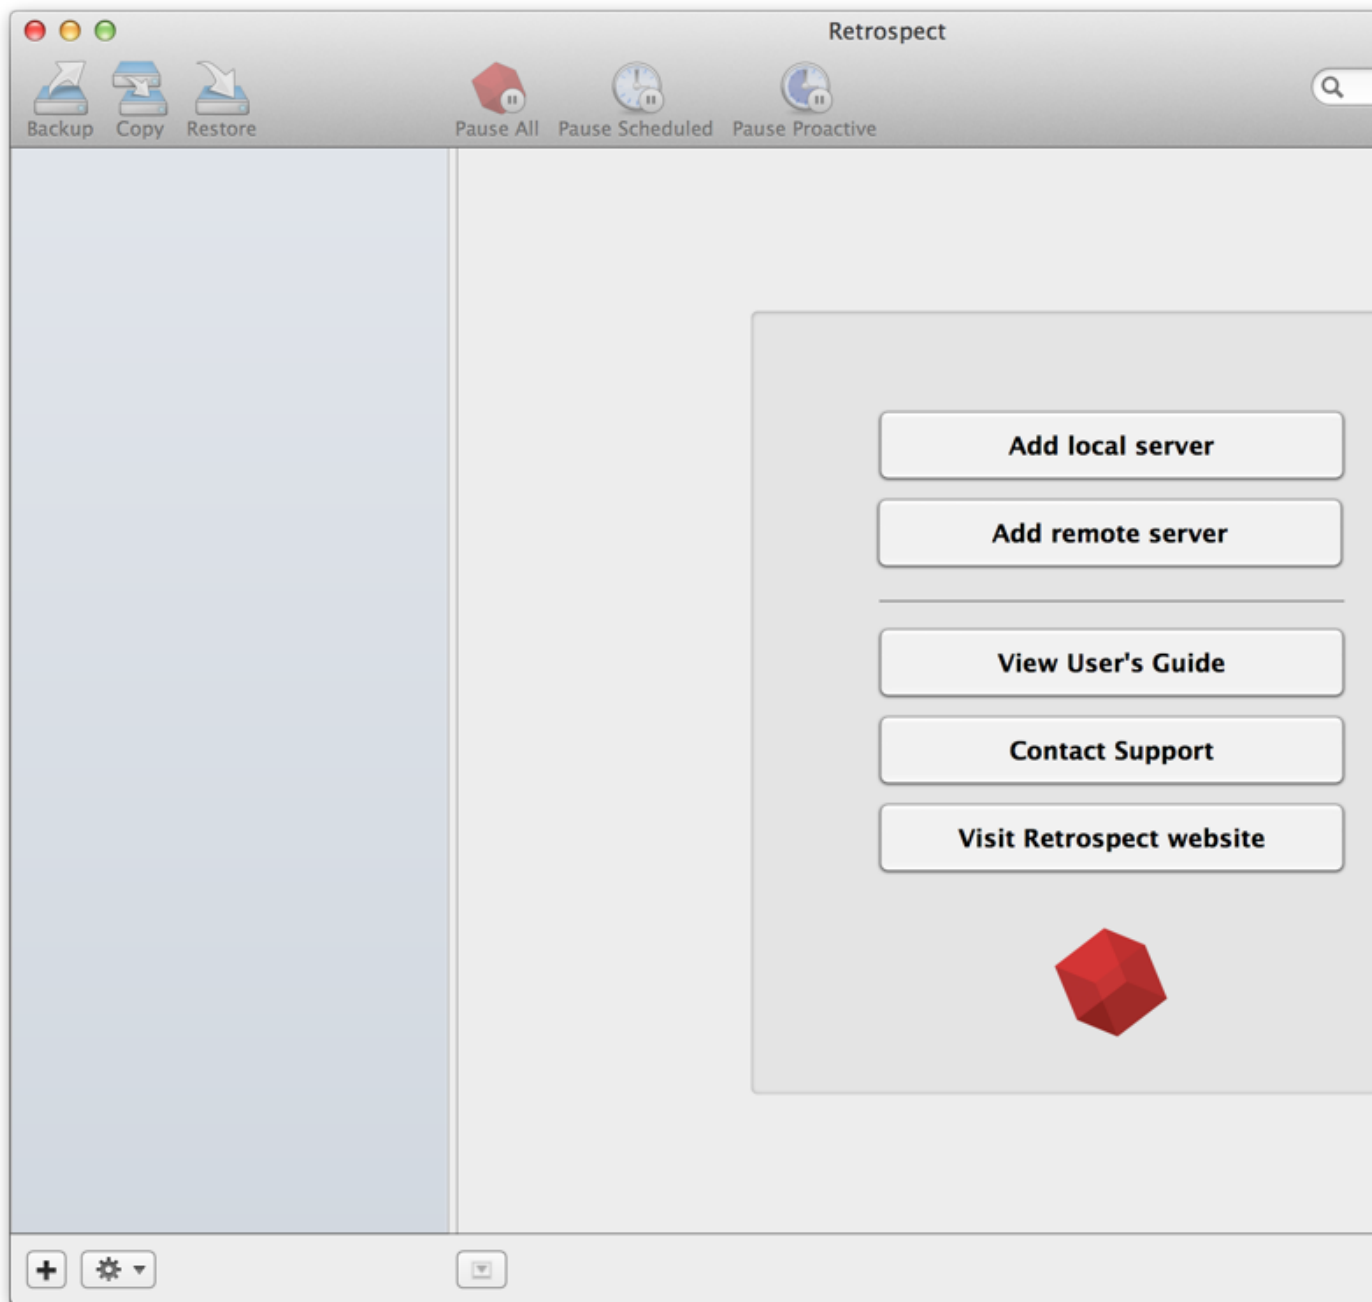 Retrospect
Backup Copy Restore Pause All Pause Scheduled Pause Proactive
Add local server
Add remote server
View User's Guide
Contact Support
Visit Retrospect website